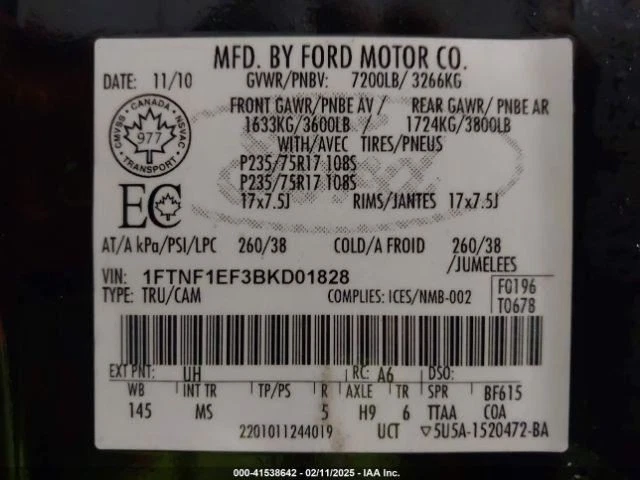 MFD. BY FORD MOTOR CO.
DATE: 11/10 GVWR/PNBV: 7200LB/ 3266KG
FRONT GAWR/PNBE AV / REAR GAWR/ PNBE AR
1633KG/3600LB 1724KG/3800LB
WITH/AVEC TIRES/PNEUS
P235/75R17 108S
P235/75R17 108S
17x7.5J RIMS/JANTES 17x7.5J
CMVSS • CANADA • NSVAC
977
TRANSPORT
EC
AT/A kPa/PSI/LPC 260/38 COLD/A FROID 260/38
/JUMELEES
VIN: 1FTNF1EF3BKD01828
TYPE: TRU/CAM COMPLIES: ICES/NMB-002
FG196
T0678
EXT PNT: UH RC: A6 DSO:
WB INT TR TP/PS R AXLE TR SPR BF615
145 MS 5 H9 6 TTAA COA
2201011244019 UCT ▽5U5A-1520472-BA
000-41538642 - 02/11/2025 - IAA Inc.